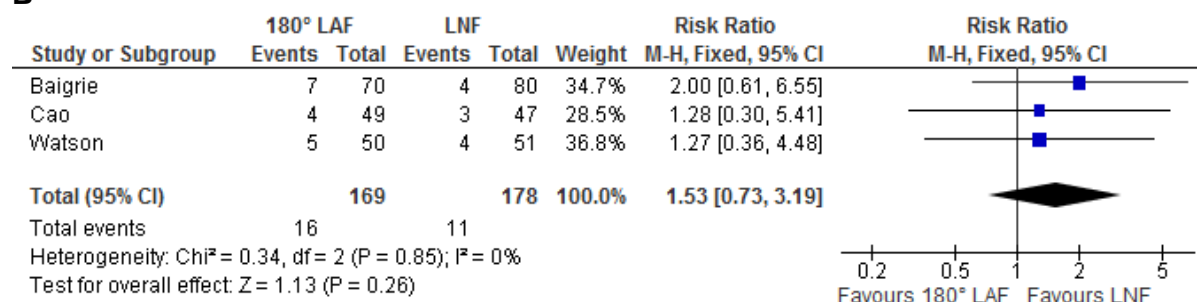 B
180° LAF LNF Risk Ratio Risk Ratio
Study or Subgroup Events Total Events Total Weight M-H, Fixed, 95% CI M-H, Fixed, 95% CI
Baigrie 7 70 4 80 34.7% 2.00 [0.61, 6.55]
Cao 4 49 3 47 28.5% 1.28 [0.30, 5.41]
Watson 5 50 4 51 36.8% 1.27 [0.36, 4.48]
Total (95% CI) 169 178 100.0% 1.53 [0.73, 3.19]
Total events 16 11
Heterogeneity: Chi² = 0.34, df = 2 (P = 0.85); I² = 0%
Test for overall effect: Z = 1.13 (P = 0.26)
0.2 0.5 1 2 5
Favours 180° LAF Favours LNF